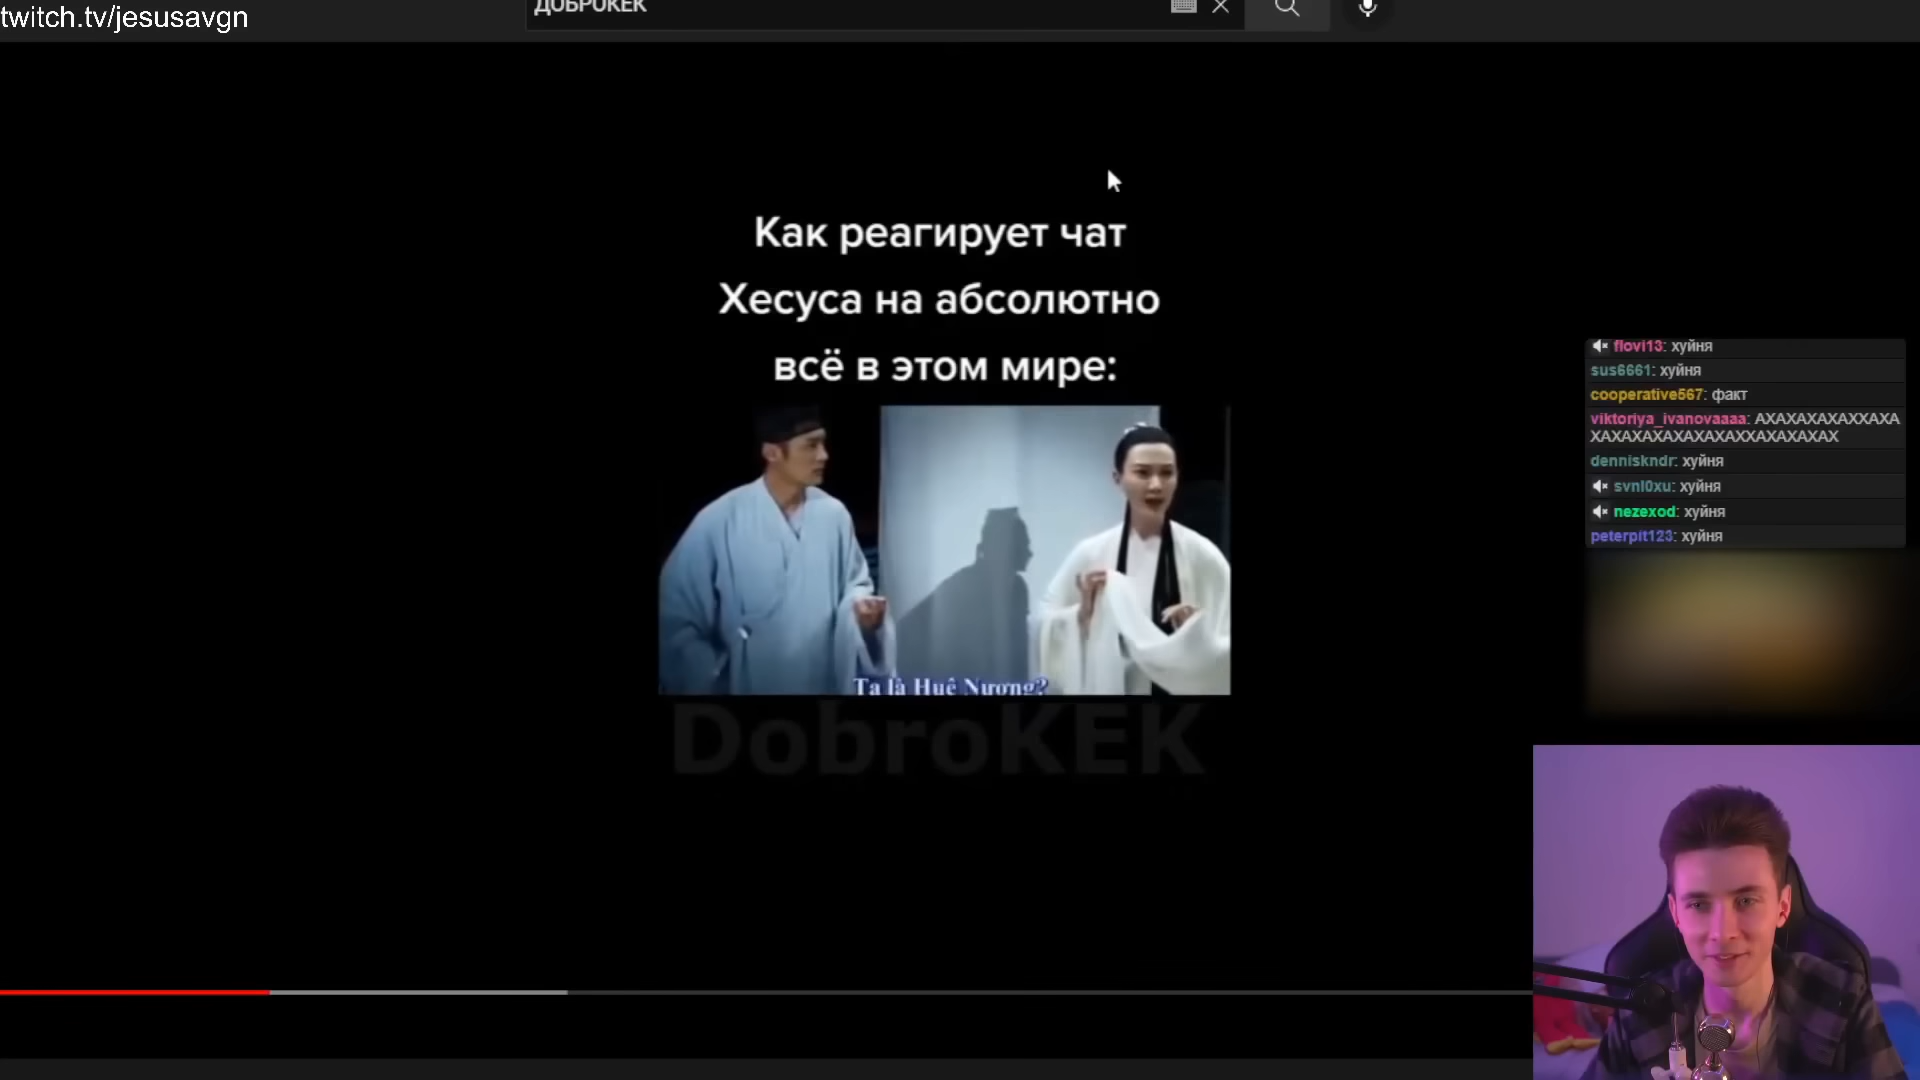 twitch.tv/jesusavgn
ДОБРОКЕК
Как реагирует чат
Хесуса на абсолютно
всё в этом мире:
Ta là Huê Nương?
DobroKEK
flovi13: хуйня
sus6661: хуйня
cooperative567: факт
viktoriya_ivanovaaaa: АХАХАХАХАХХАХА
ХАХАХАХАХАХАХАХХАХАХАХАХ
denniskndr: хуйня
svnl0xu: хуйня
nezexod: хуйня
peterpit123: хуйня